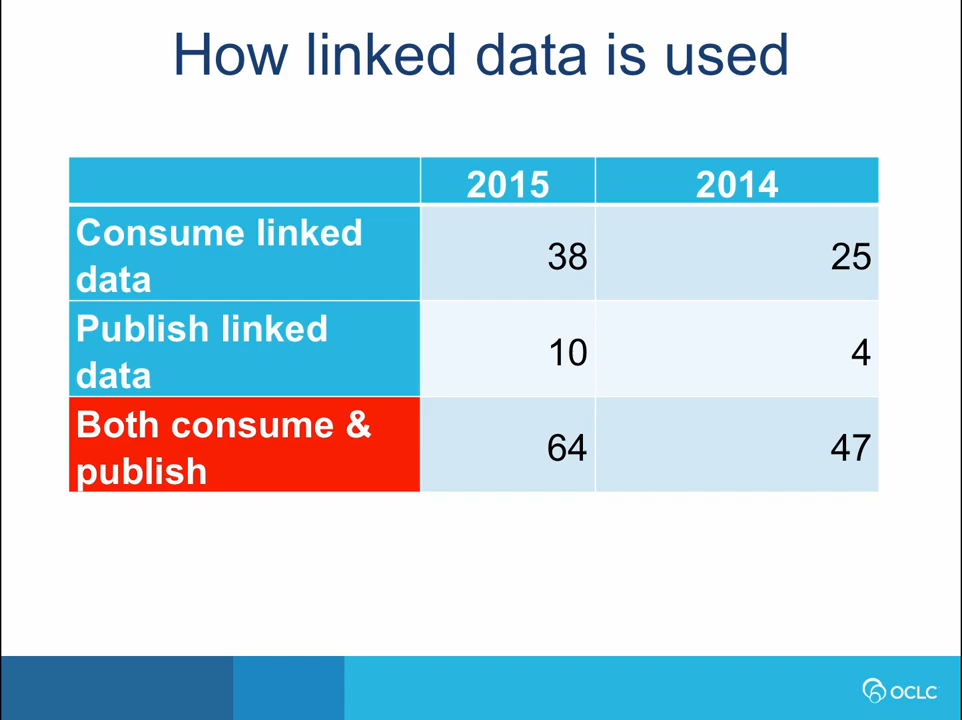 How linked data is used
2015 2014
Consume linked
data
38 25
Publish linked
data
10 4
Both consume &
publish
64 47
OCLC